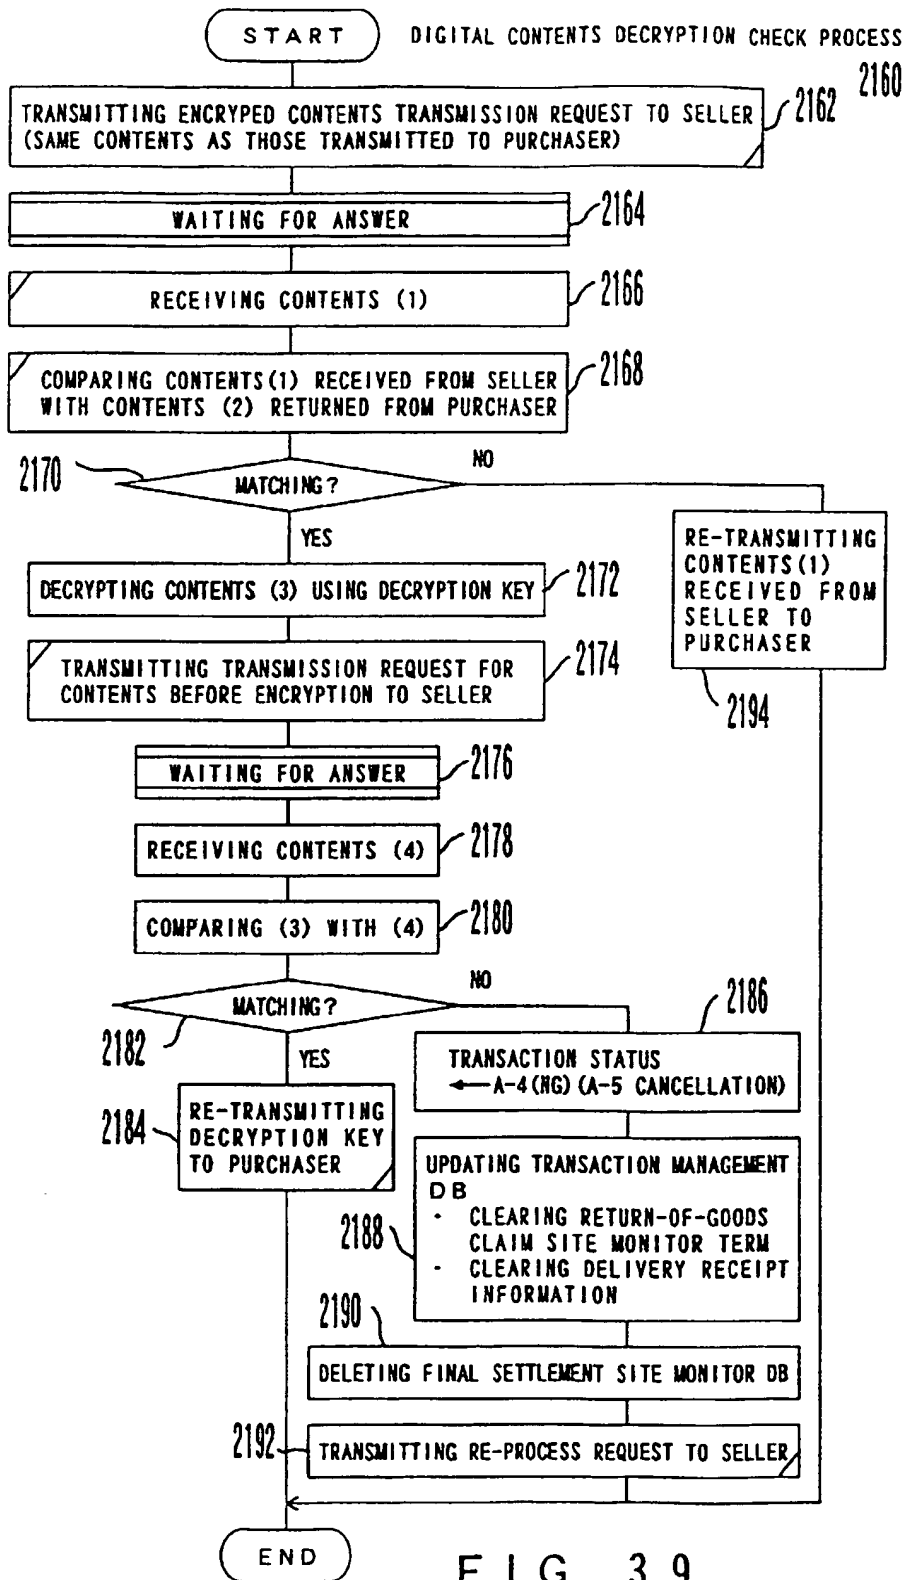 START
DIGITAL CONTENTS DECRYPTION CHECK PROCESS
2160
TRANSMITTING ENCRYPED CONTENTS TRANSMISSION REQUEST TO SELLER
(SAME CONTENTS AS THOSE TRANSMITTED TO PURCHASER)
2162
WAITING FOR ANSWER
2164
RECEIVING CONTENTS (1)
2166
COMPARING CONTENTS(1) RECEIVED FROM SELLER
WITH CONTENTS (2) RETURNED FROM PURCHASER
2168
2170
MATCHING?
NO
YES
RE-TRANSMITTING
CONTENTS(1)
RECEIVED FROM
SELLER TO
PURCHASER
2194
DECRYPTING CONTENTS (3) USING DECRYPTION KEY
2172
TRANSMITTING TRANSMISSION REQUEST FOR
CONTENTS BEFORE ENCRYPTION TO SELLER
2174
WAITING FOR ANSWER
2176
RECEIVING CONTENTS (4)
2178
COMPARING (3) WITH (4)
2180
MATCHING?
NO
2182
YES
2186
TRANSACTION STATUS
←A-4(NG)(A-5 CANCELLATION)
2184
RE-TRANSMITTING
DECRYPTION KEY
TO PURCHASER
UPDATING TRANSACTION MANAGEMENT
DB
· CLEARING RETURN-OF-GOODS
CLAIM SITE MONITOR TERM
· CLEARING DELIVERY RECEIPT
INFORMATION
2188
2190
DELETING FINAL SETTLEMENT SITE MONITOR DB
2192
TRANSMITTING RE-PROCESS REQUEST TO SELLER
END
FIG. 39